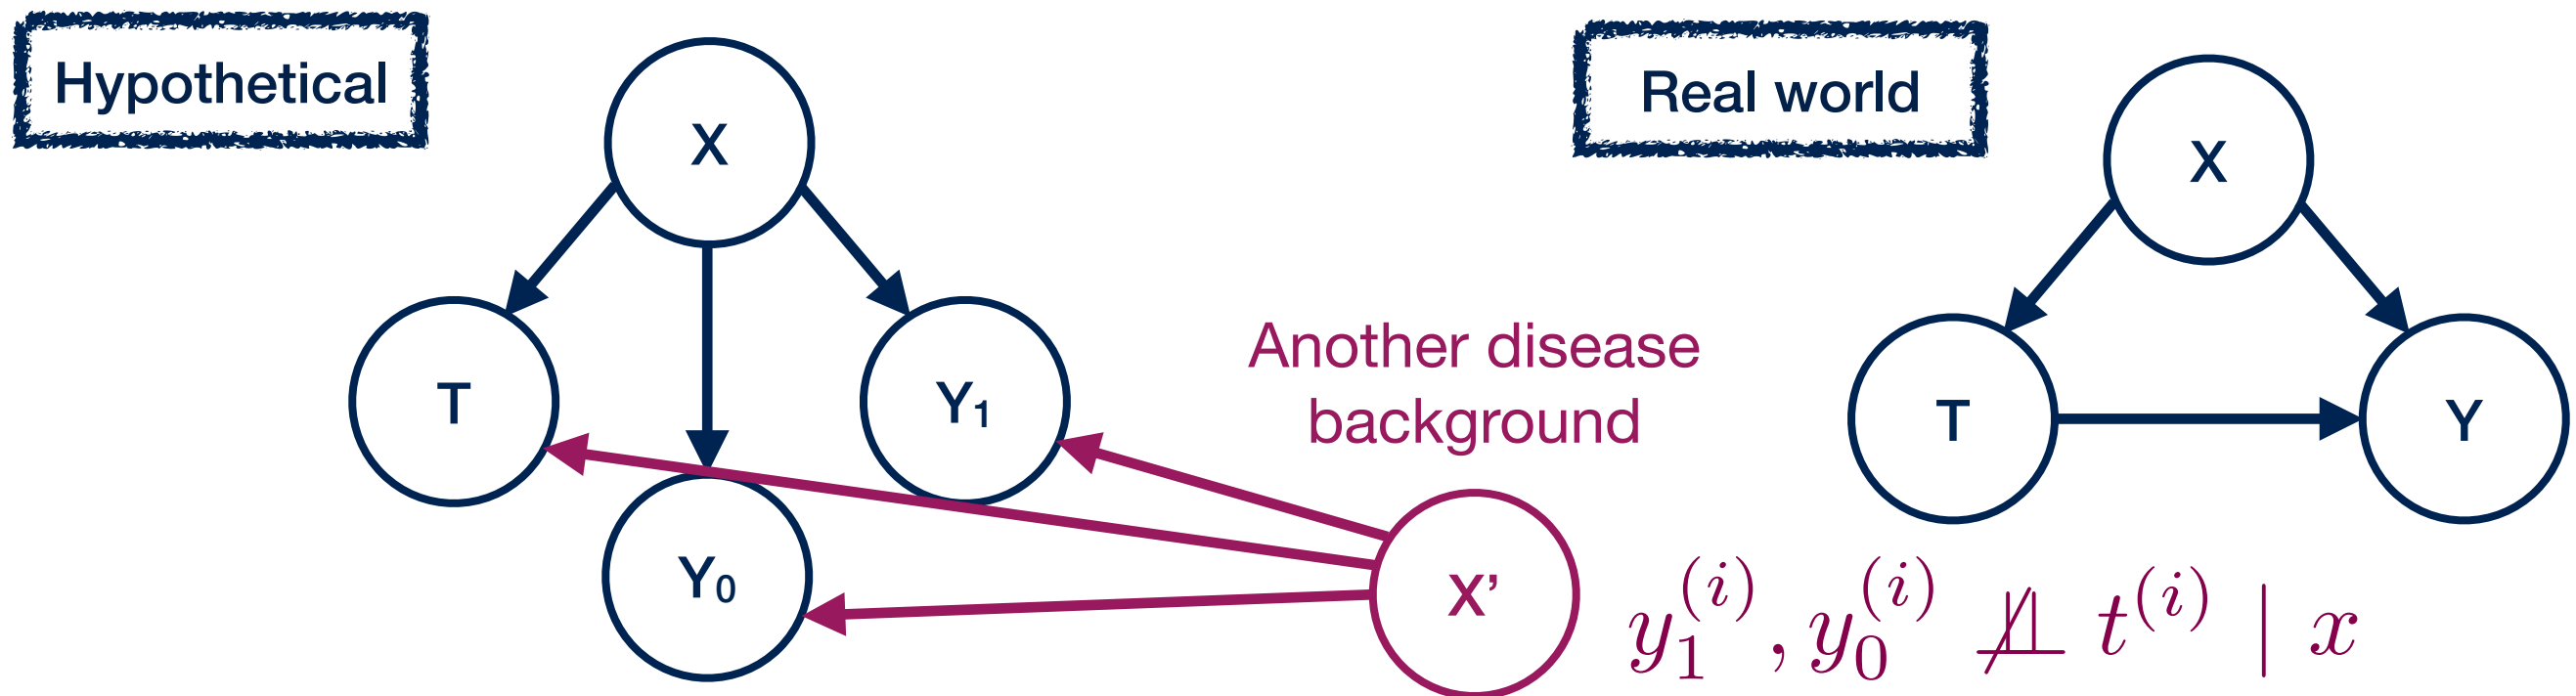 Hypothetical
Real world
X
X
T
Y₁
Another disease
background
T
Y
Y₀
X’
y₁⁽ⁱ⁾, y₀⁽ⁱ⁾ ⫫̸ t⁽ⁱ⁾ | x